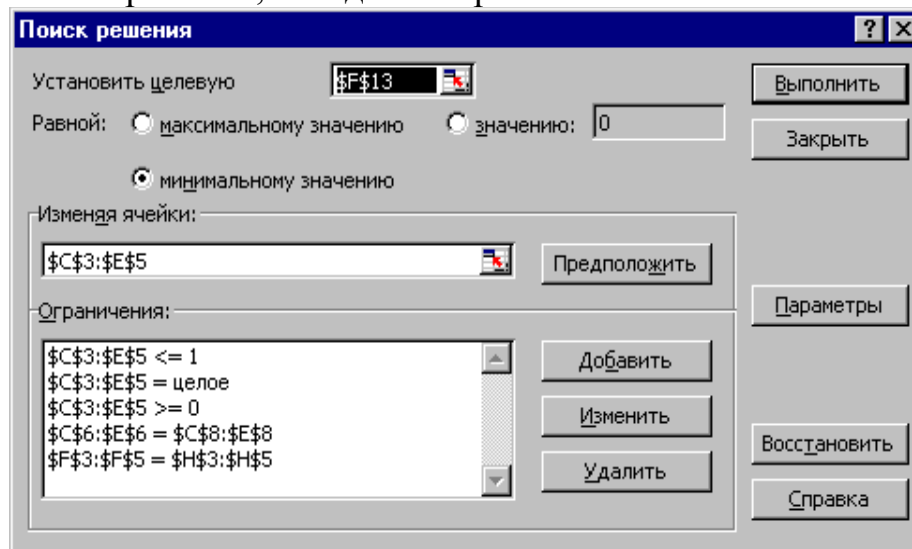 Поиск решения
Установить целевую $F$13
Выполнить
Равной: максимальному значению значению: 0
Закрыть
минимальному значению
Изменяя ячейки:
$C$3:$E$5 Предположить
Параметры
Ограничения:
$C$3:$E$5 <= 1
$C$3:$E$5 = целое
$C$3:$E$5 >= 0
$C$6:$E$6 = $C$8:$E$8
$F$3:$F$5 = $H$3:$H$5
Добавить
Изменить
Удалить
Восстановить
Справка